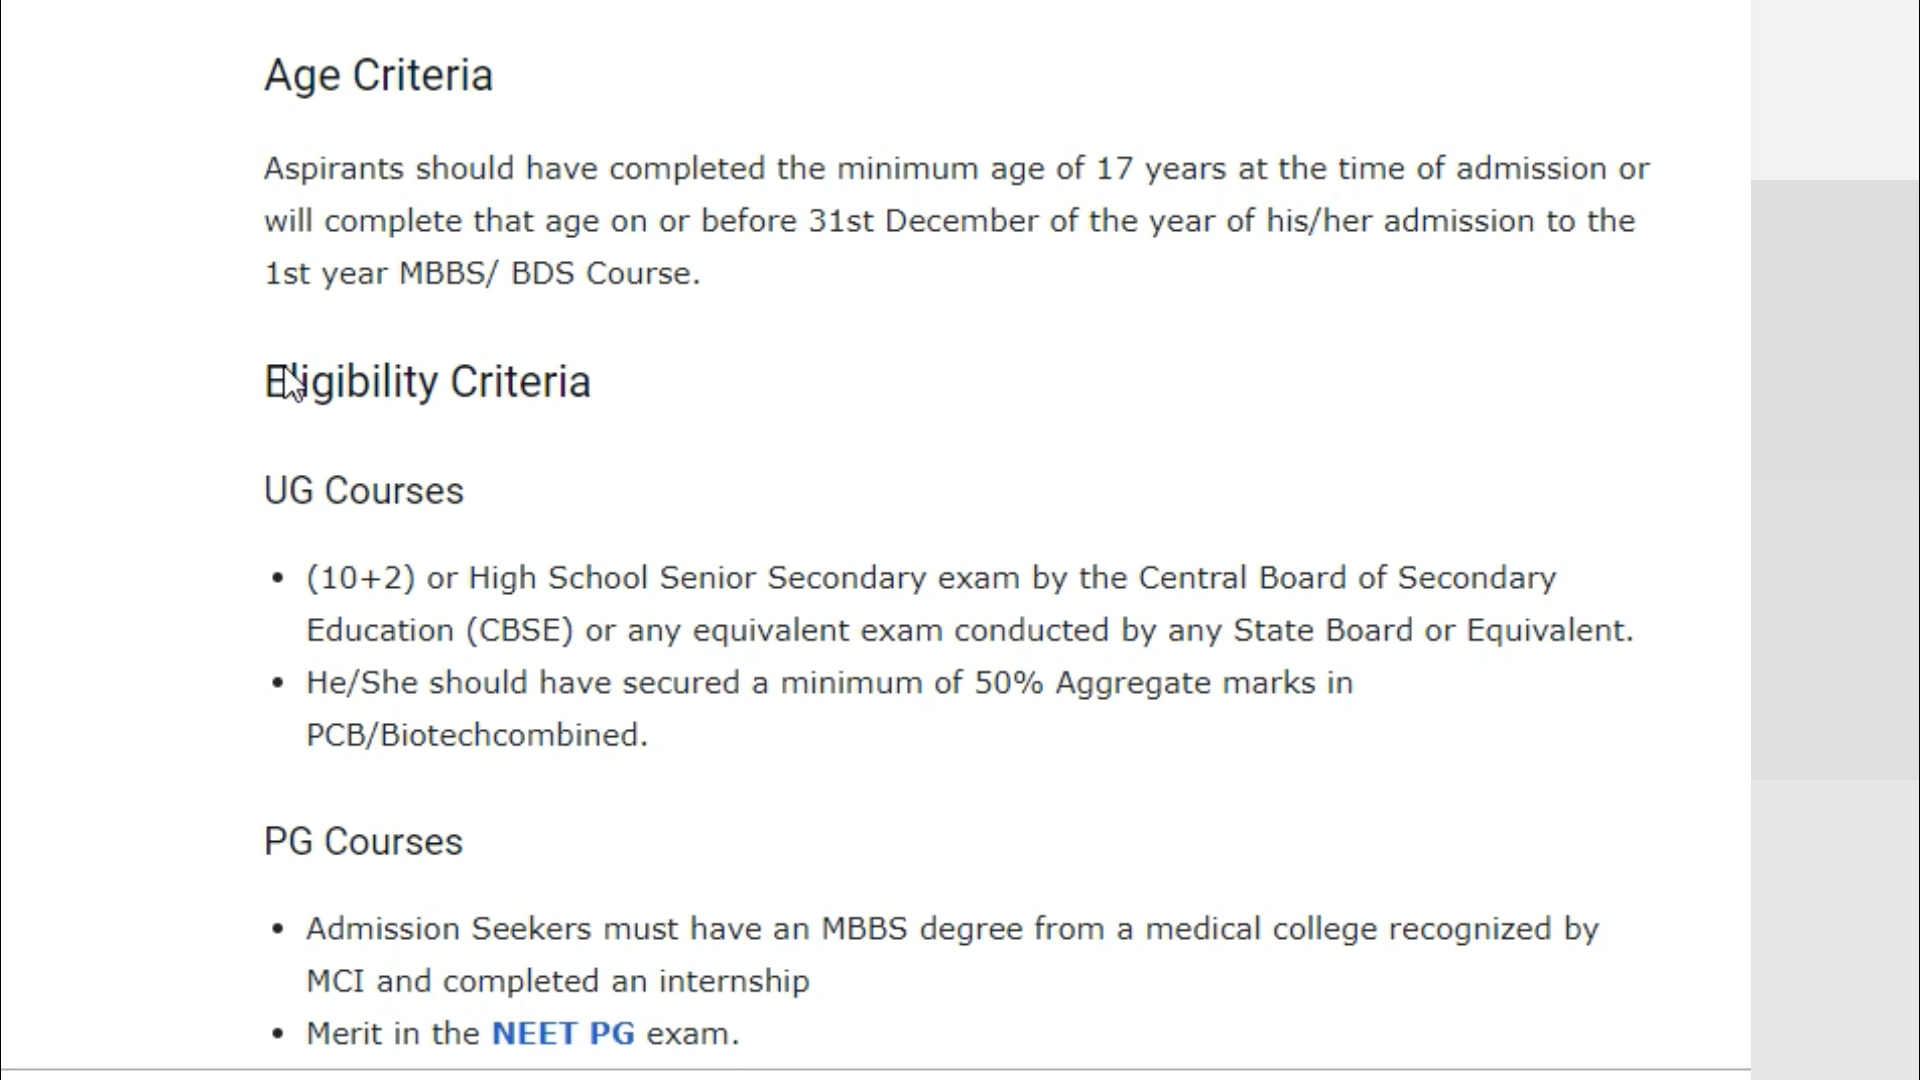 Age Criteria
Aspirants should have completed the minimum age of 17 years at the time of admission or
will complete that age on or before 31st December of the year of his/her admission to the
1st year MBBS/ BDS Course.
Eligibility Criteria
UG Courses
• (10+2) or High School Senior Secondary exam by the Central Board of Secondary
Education (CBSE) or any equivalent exam conducted by any State Board or Equivalent.
• He/She should have secured a minimum of 50% Aggregate marks in
PCB/Biotechcombined.
PG Courses
• Admission Seekers must have an MBBS degree from a medical college recognized by
MCI and completed an internship
• Merit in the NEET PG exam.